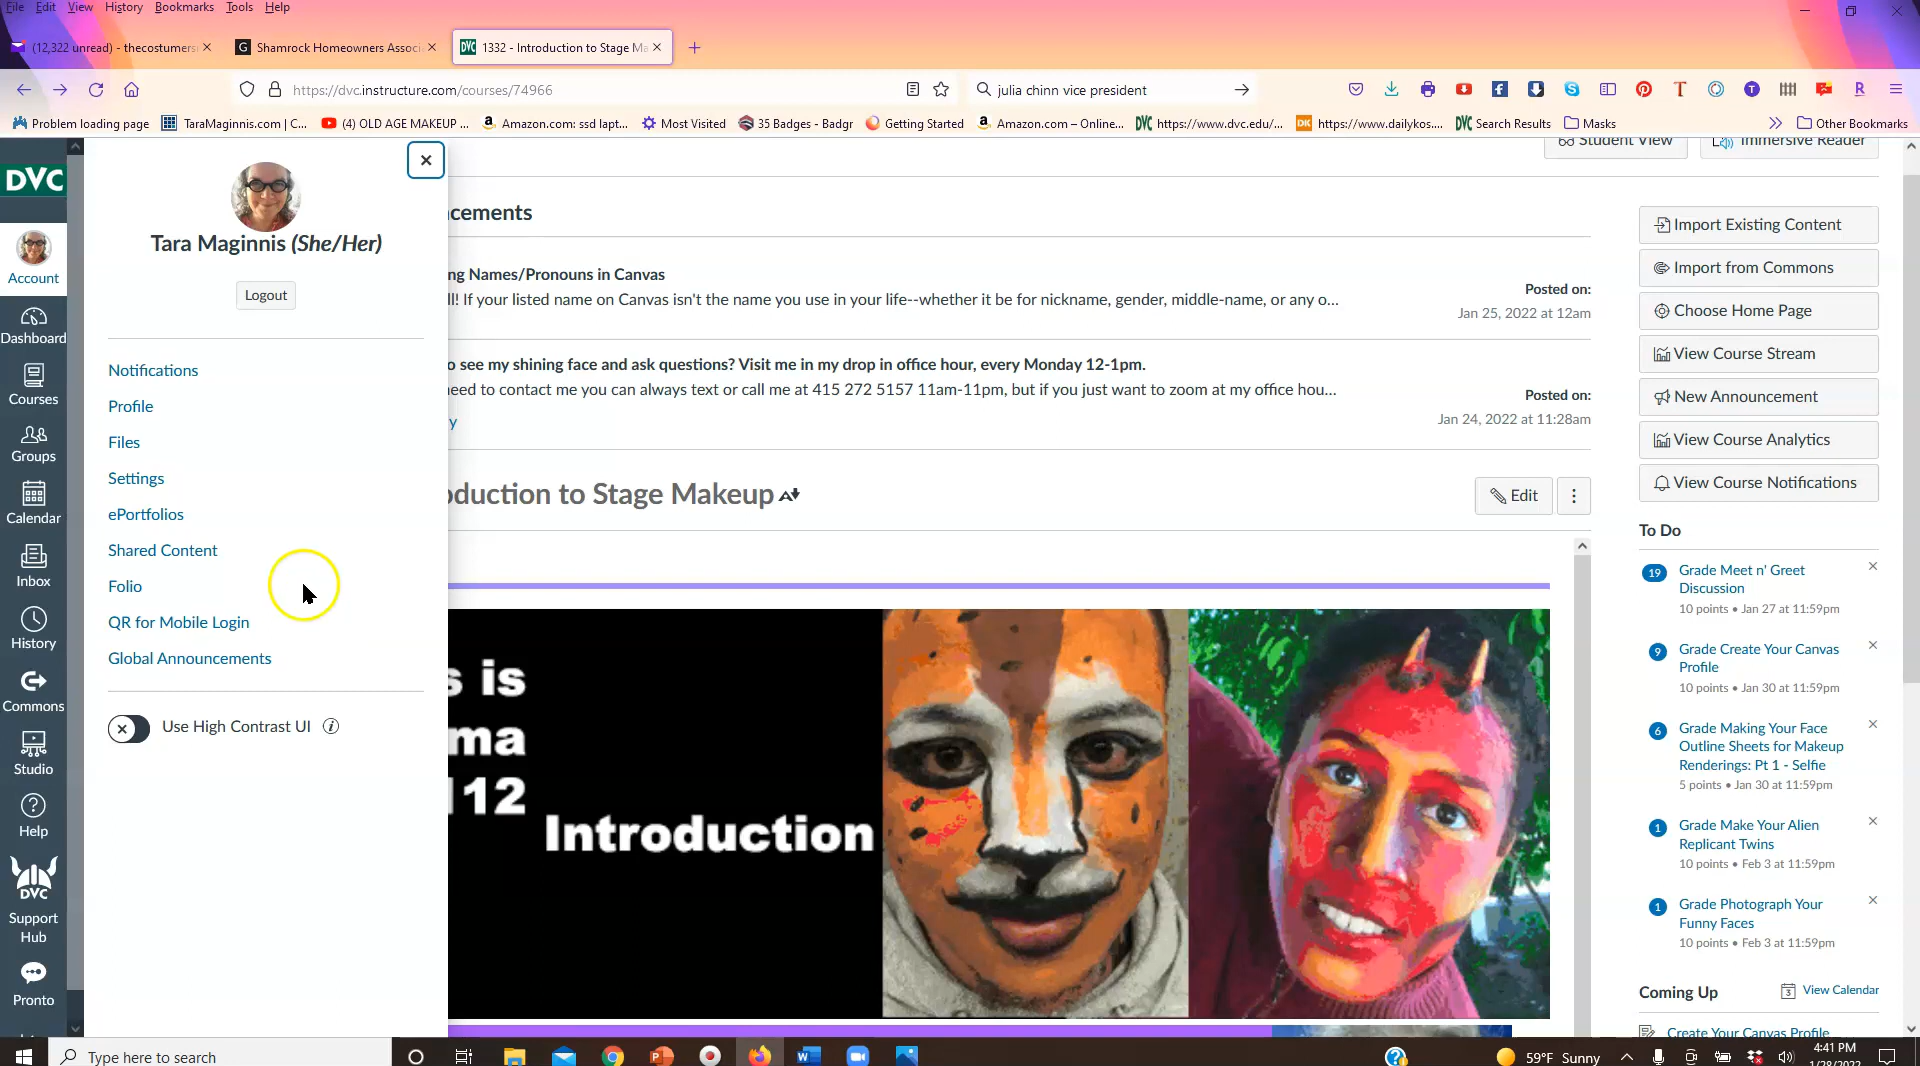 File Edit View History Bookmarks Tools Help
(12,322 unread) - thecostumers
Shamrock Homeowners Associ
DVC 1332 - Introduction to Stage Ma
https://dvc.instructure.com/courses/74966
julia chinn vice president
Problem loading page
TaraMaginnis.com | C...
(4) OLD AGE MAKEUP ...
Amazon.com: ssd lapt...
Most Visited
35 Badges - Badgr
Getting Started
Amazon.com – Online...
https://www.dvc.edu/...
https://www.dailykos....
Search Results
Masks
Other Bookmarks
DVC
Account
Dashboard
Courses
Groups
Calendar
Inbox
History
Commons
Studio
Help
DVC
Support
Hub
Pronto
Tara Maginnis (She/Her)
Logout
Notifications
Profile
Files
Settings
ePortfolios
Shared Content
Folio
QR for Mobile Login
Global Announcements
Use High Contrast UI
Student View
Immersive Reader
cements
ng Names/Pronouns in Canvas
ll! If your listed name on Canvas isn't the name you use in your life--whether it be for nickname, gender, middle-name, or any o...
Posted on:
Jan 25, 2022 at 12am
o see my shining face and ask questions? Visit me in my drop in office hour, every Monday 12-1pm.
eed to contact me you can always text or call me at 415 272 5157 11am-11pm, but if you just want to zoom at my office hou...
Posted on:
Jan 24, 2022 at 11:28am
y
oduction to Stage Makeup
Edit
s is
ma
112
Introduction
Import Existing Content
Import from Commons
Choose Home Page
View Course Stream
New Announcement
View Course Analytics
View Course Notifications
To Do
19 Grade Meet n' Greet
Discussion
10 points • Jan 27 at 11:59pm
9 Grade Create Your Canvas
Profile
10 points • Jan 30 at 11:59pm
6 Grade Making Your Face
Outline Sheets for Makeup
Renderings: Pt 1 - Selfie
5 points • Jan 30 at 11:59pm
1 Grade Make Your Alien
Replicant Twins
10 points • Feb 3 at 11:59pm
1 Grade Photograph Your
Funny Faces
10 points • Feb 3 at 11:59pm
Coming Up
View Calendar
Create Your Canvas Profile
Type here to search
59°F Sunny
4:41 PM
1/28/2022